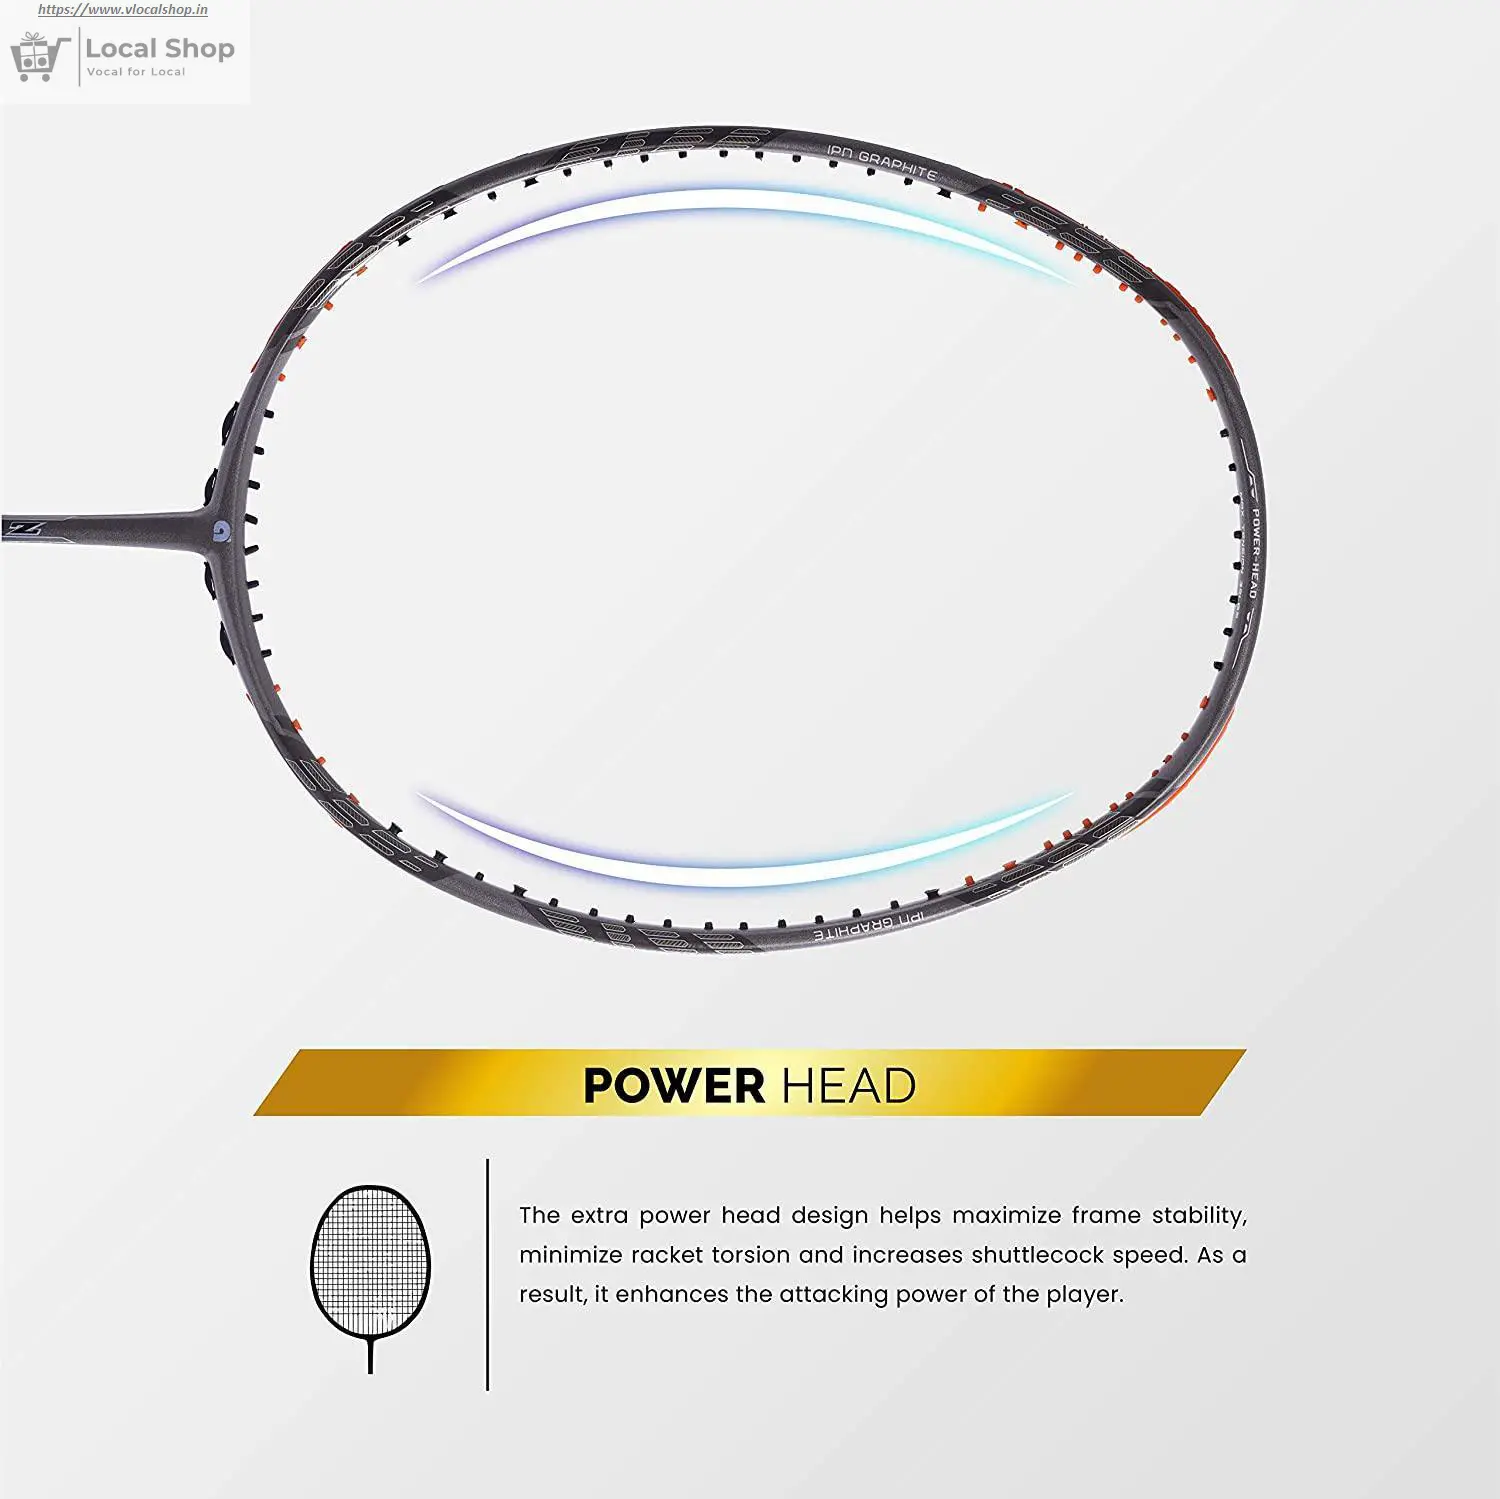 https://www.vlocalshop.in
Local Shop
Vocal for Local
IPN GRAPHITE
POWER-HEAD
Z
IPN GRAPHITE
POWER HEAD
The extra power head design helps maximize frame stability,
minimize racket torsion and increases shuttlecock speed. As a
result, it enhances the attacking power of the player.